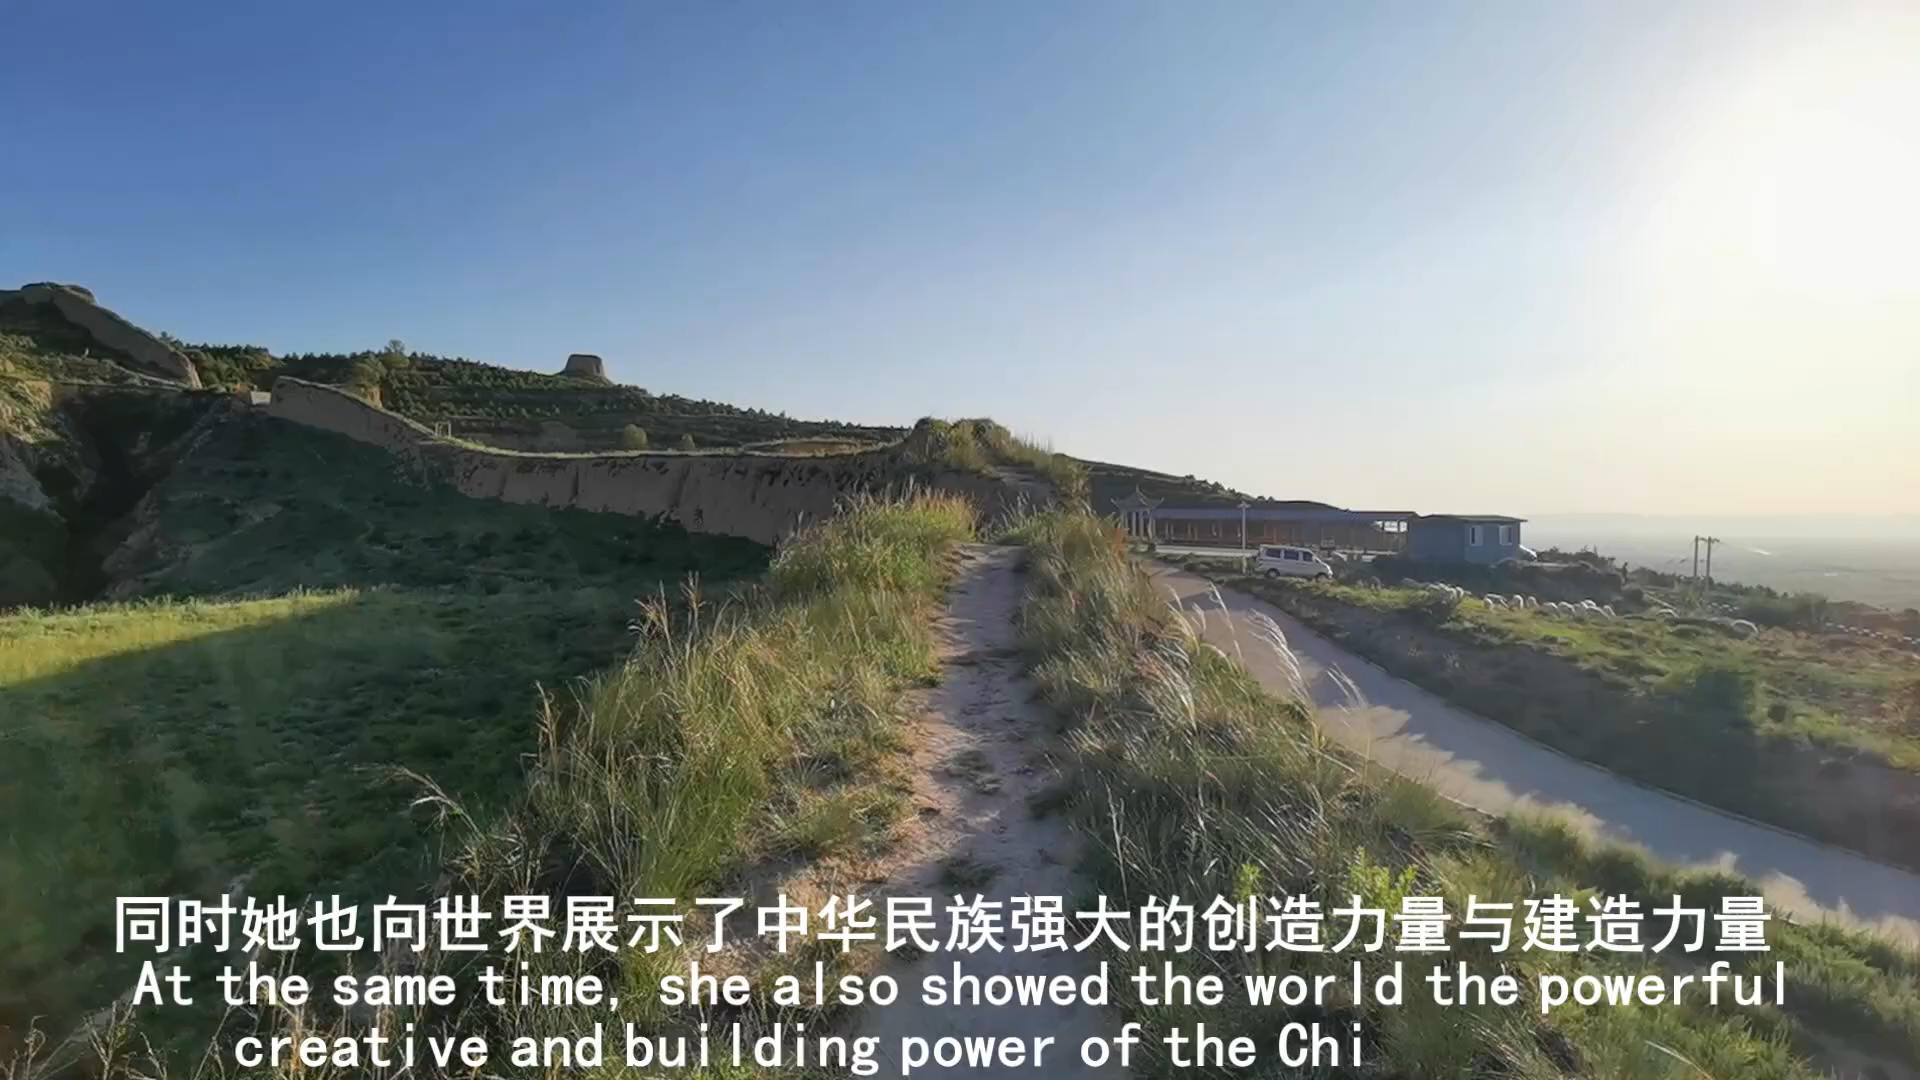 同时她也向世界展示了中华民族强大的创造力量与建造力量
At the same time, she also showed the world the powerful
creative and building power of the Chi